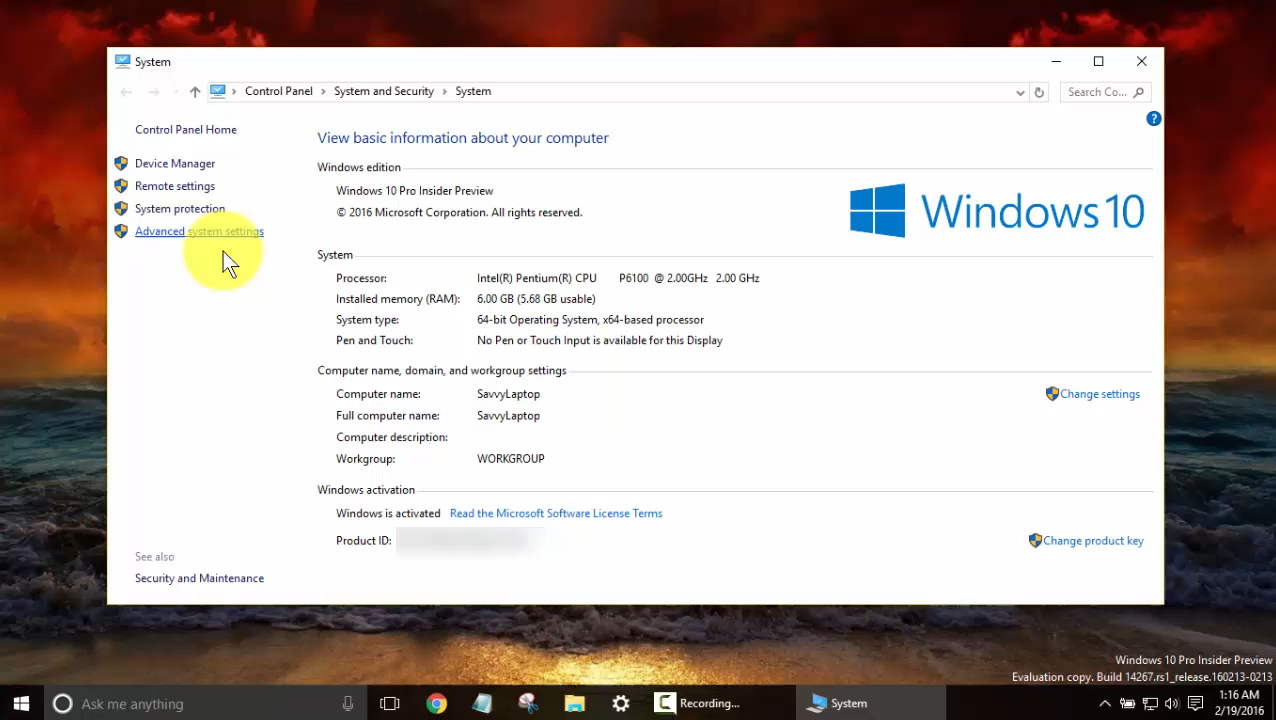 System
Control Panel > System and Security > System
Search Co...
Control Panel Home
Device Manager
Remote settings
System protection
Advanced system settings
See also
Security and Maintenance
?
View basic information about your computer
Windows edition
Windows 10 Pro Insider Preview
© 2016 Microsoft Corporation. All rights reserved.
Windows 10
System
Processor: Intel(R) Pentium(R) CPU P6100 @ 2.00GHz 2.00 GHz
Installed memory (RAM): 6.00 GB (5.68 GB usable)
System type: 64-bit Operating System, x64-based processor
Pen and Touch: No Pen or Touch Input is available for this Display
Computer name, domain, and workgroup settings
Computer name: SavvyLaptop
Change settings
Full computer name: SavvyLaptop
Computer description:
Workgroup: WORKGROUP
Windows activation
Windows is activated Read the Microsoft Software License Terms
Product ID:
Change product key
Windows 10 Pro Insider Preview
Evaluation copy. Build 14267.rs1_release.160213-0213
Ask me anything
C Recording...
System
1:16 AM
2/19/2016